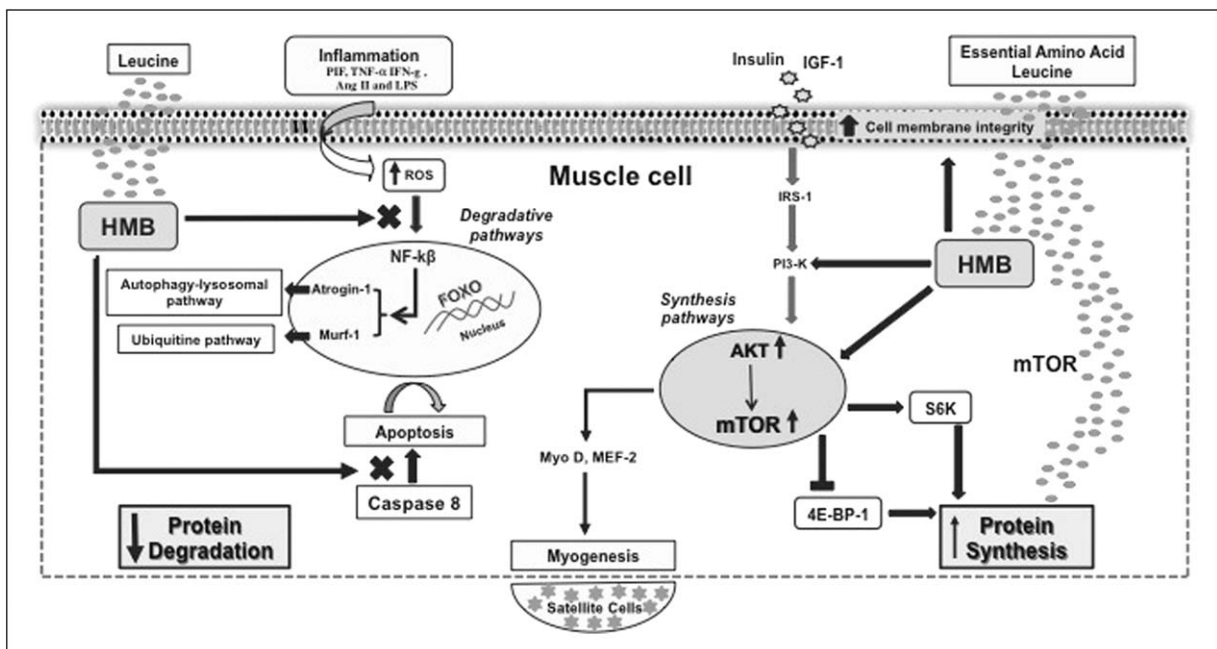 Leucine
Inflammation
PIF, TNF-α IFN-g ,
Ang II and LPS
Insulin
IGF-1
Essential Amino Acid
Leucine
Cell membrane integrity
ROS
Muscle cell
IRS-1
HMB
Degradative
pathways
NF-kβ
PI3-K
HMB
Autophagy-lysosomal
pathway
Atrogin-1
FOXO
Nucleus
Synthesis
pathways
Ubiquitine pathway
Murf-1
AKT
mTOR
mTOR
S6K
Apoptosis
Myo D, MEF-2
Caspase 8
4E-BP-1
Protein
Degradation
Protein
Synthesis
Myogenesis
Satellite Cells